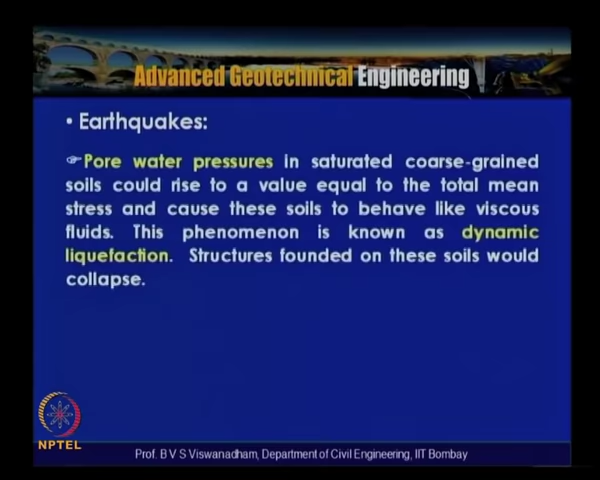 Advanced Geotechnical Engineering
• Earthquakes:
☞Pore water pressures in saturated coarse-grained
soils could rise to a value equal to the total mean
stress and cause these soils to behave like viscous
fluids. This phenomenon is known as dynamic
liquefaction. Structures founded on these soils would
collapse.
NPTEL
Prof. B V S Viswanadham, Department of Civil Engineering, IIT Bombay